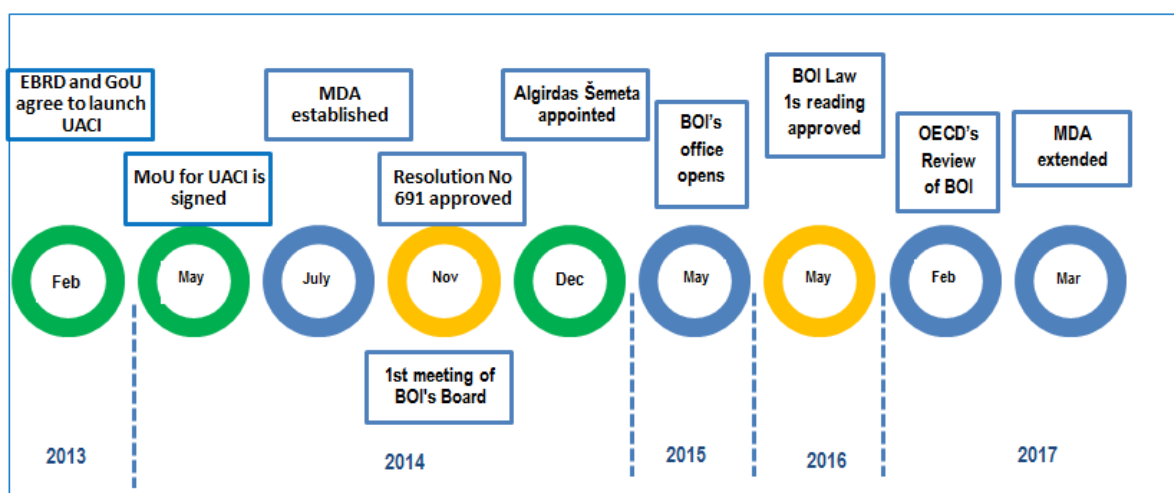 EBRD and GoU
agree to launch
UACI
MoU for UACI is
signed
MDA
established
Resolution No
691 approved
Algirdas Šemeta
appointed
BOI’s
office
opens
BOI Law
1s reading
approved
OECD’s
Review
of BOI
MDA
extended
Feb
May
July
Nov
Dec
May
May
Feb
Mar
1st meeting of
BOI's Board
2013
2014
2015
2016
2017